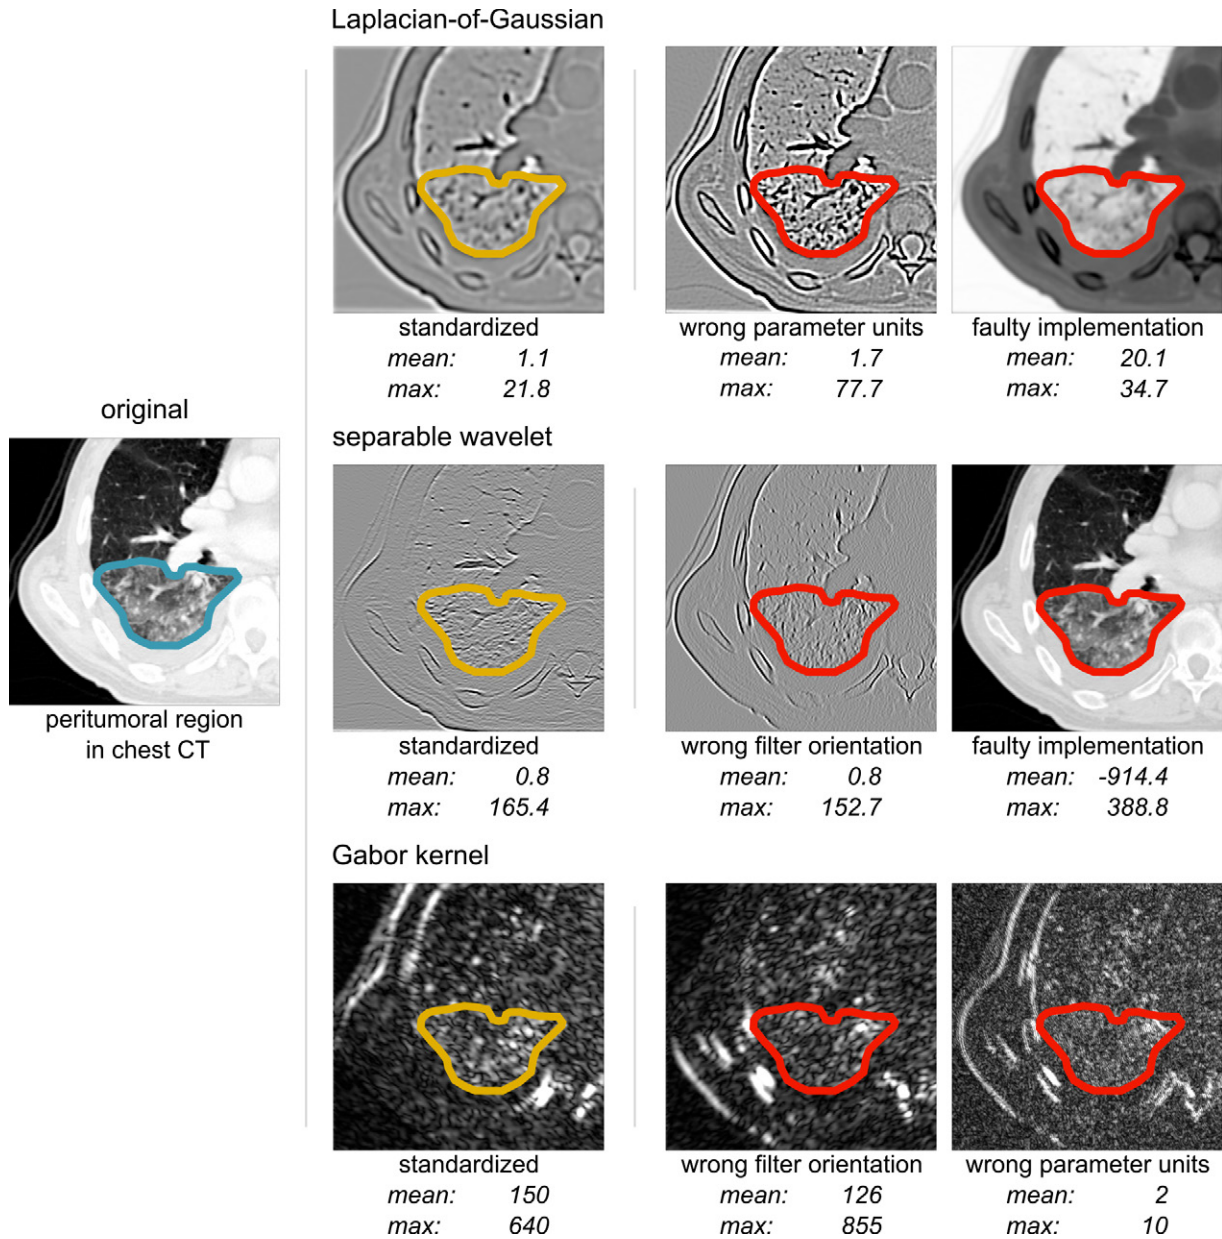 Laplacian-of-Gaussian
standardized
mean: 1.1
max: 21.8
wrong parameter units
mean: 1.7
max: 77.7
faulty implementation
mean: 20.1
max: 34.7
original
peritumoral region
in chest CT
separable wavelet
standardized
mean: 0.8
max: 165.4
wrong filter orientation
mean: 0.8
max: 152.7
faulty implementation
mean: -914.4
max: 388.8
Gabor kernel
standardized
mean: 150
max: 640
wrong filter orientation
mean: 126
max: 855
wrong parameter units
mean: 2
max: 10